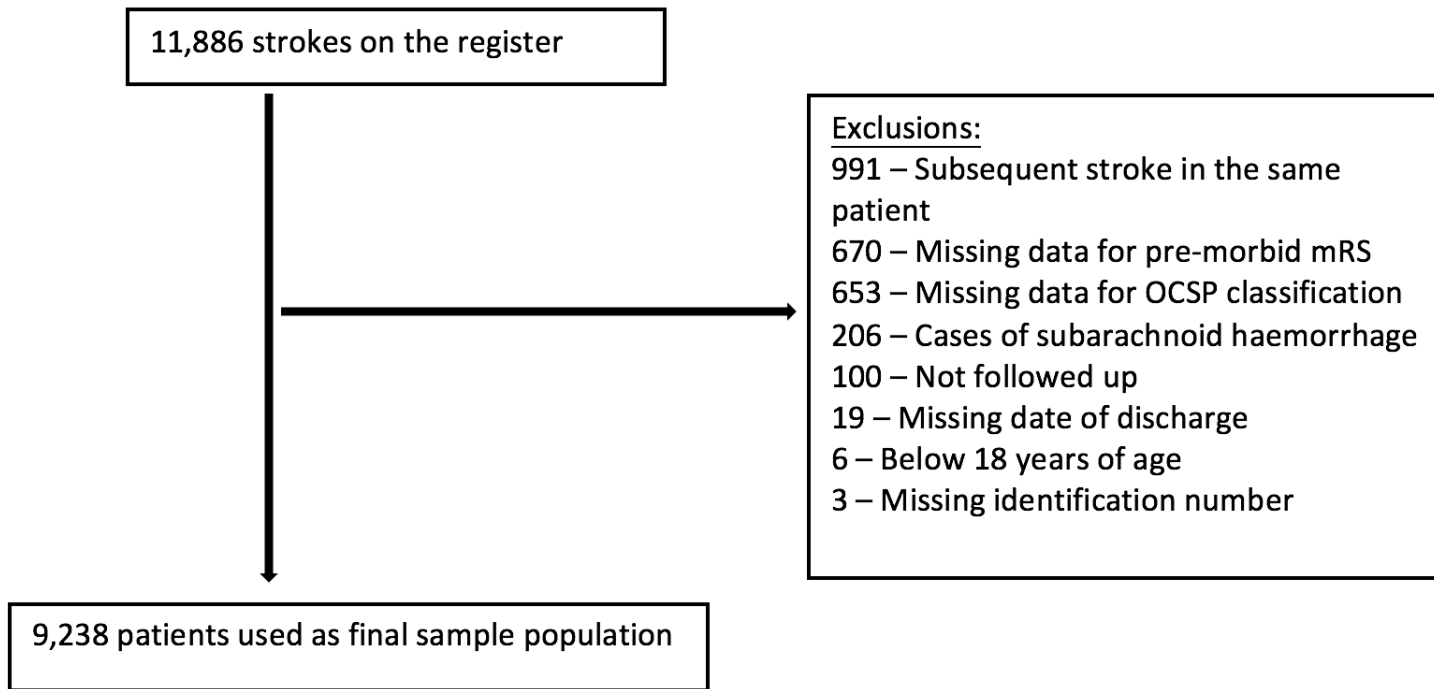 11,886 strokes on the register
Exclusions:
991 – Subsequent stroke in the same
patient
670 – Missing data for pre-morbid mRS
653 – Missing data for OCSP classification
206 – Cases of subarachnoid haemorrhage
100 – Not followed up
19 – Missing date of discharge
6 – Below 18 years of age
3 – Missing identification number
9,238 patients used as final sample population